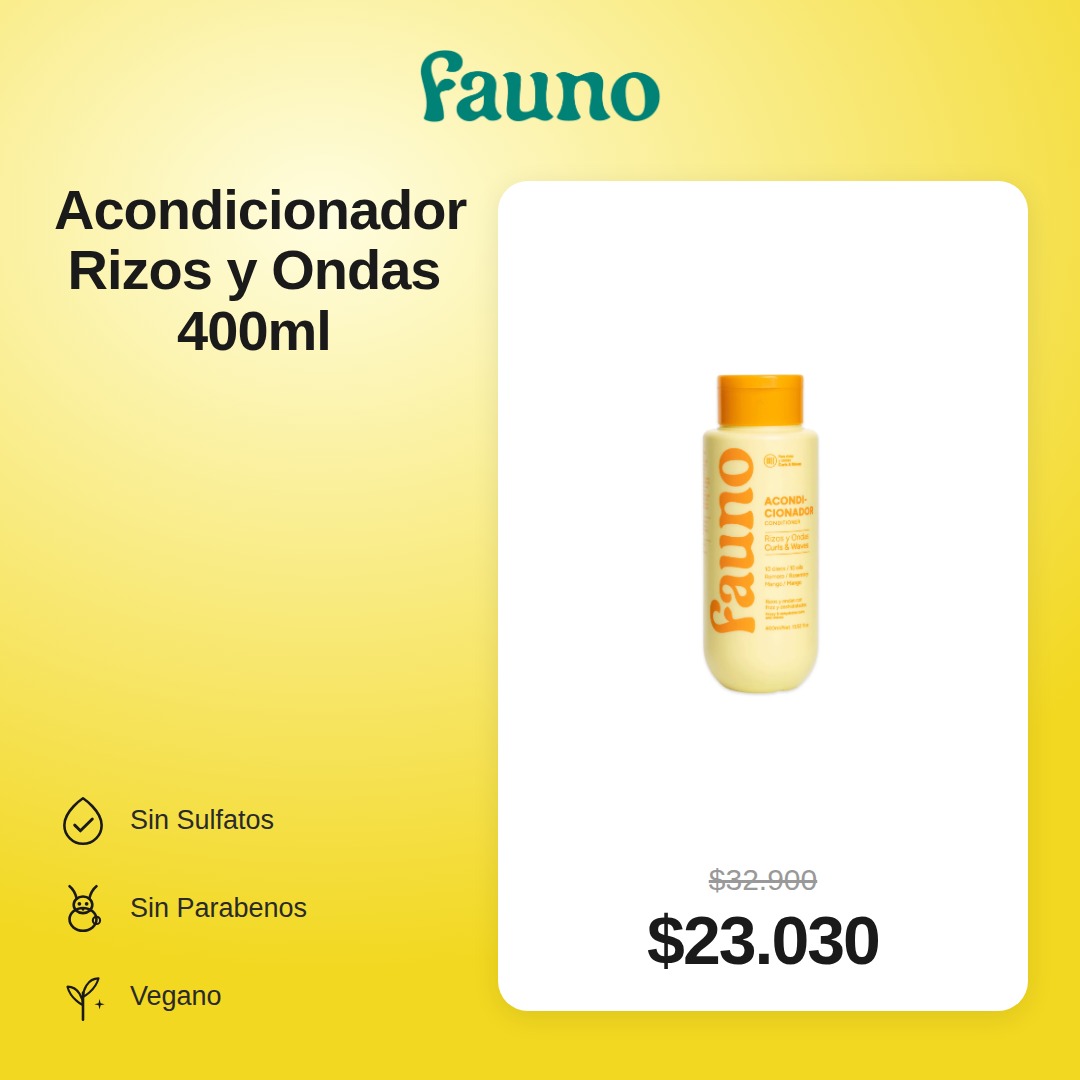 fauno
Acondicionador
Rizos y Ondas
400ml
fauno
ACONDI-
CIONADOR
CONDITIONER
Rizos y Ondas
Curls & Waves
Sin Sulfatos
Sin Parabenos
Vegano
$32.900
$23.030